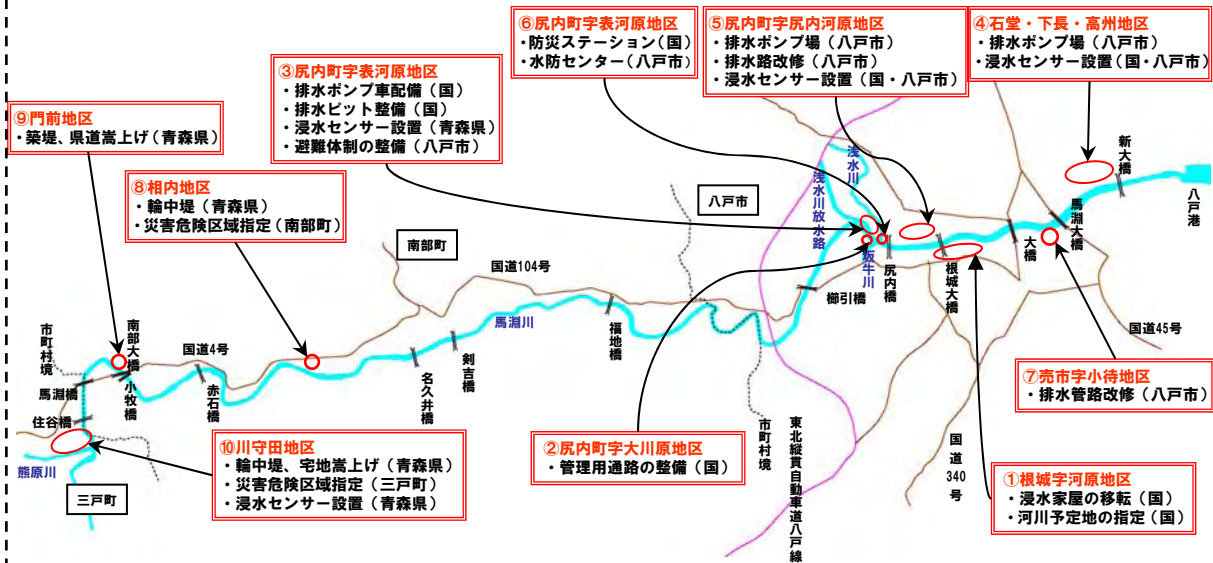 ⑥尻内町字表河原地区
・防災ステーション(国)
・水防センター(八戸市)
⑤尻内町字尻内河原地区
・排水ポンプ場(八戸市)
・排水路改修(八戸市)
・浸水センサー設置(国・八戸市)
④石堂・下長・高州地区
・排水ポンプ場(八戸市)
・浸水センサー設置(国・八戸市)
③尻内町字表河原地区
・排水ポンプ車配備(国)
・排水ピット整備(国)
・浸水センサー設置(青森県)
・避難体制の整備(八戸市)
⑨門前地区
・築堤、県道嵩上げ(青森県)
⑧相内地区
・輪中堤(青森県)
・災害危険区域指定(南部町)
八戸市
南部町
浅水川
浅水川放水路
新大橋
八戸港
馬淵大橋
大橋
根城大橋
尻内橋
坂牛川
櫛引橋
国道104号
馬淵川
福地橋
剣吉橋
名久井橋
国道4号
赤石橋
南部大橋
小牧橋
市町村境
馬淵橋
住谷橋
熊原川
三戸町
国道45号
⑦売市字小待地区
・排水管路改修(八戸市)
⑩川守田地区
・輪中堤、宅地嵩上げ(青森県)
・災害危険区域指定(三戸町)
・浸水センサー設置(青森県)
②尻内町字大川原地区
・管理用通路の整備(国)
市町村境
東北縦貫自動車道八戸線
国道
340
号
①根城字河原地区
・浸水家屋の移転(国)
・河川予定地の指定(国)